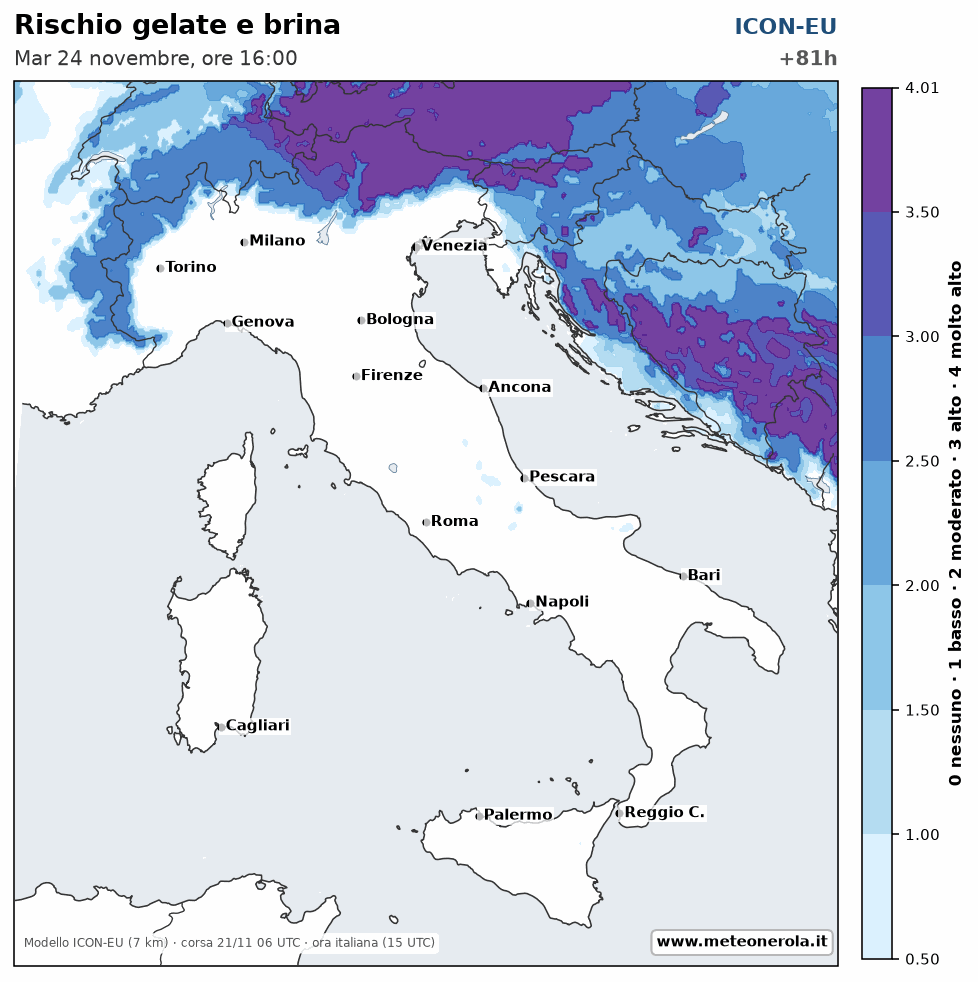 Rischio gelate e brina
ICON-EU
Mar 24 novembre, ore 16:00
+81h
4.01
3.50
3.00
2.50
2.00
1.50
1.00
0.50
0 nessuno · 1 basso · 2 moderato · 3 alto · 4 molto alto
Milano
Venezia
Torino
Genova
Bologna
Firenze
Ancona
Pescara
Roma
Bari
Napoli
Cagliari
Palermo
Reggio C.
Modello ICON-EU (7 km) · corsa 21/11 06 UTC · ora italiana (15 UTC)
www.meteonerola.it